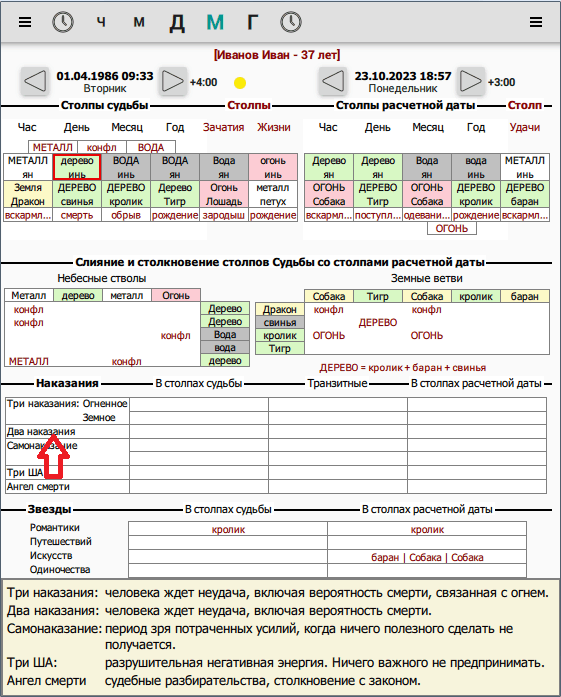 Ч М Д М Г
[Иванов Иван - 37 лет]
01.04.1986 09:33 +4:00 23.10.2023 18:57 +3:00
Вторник Понедельник
Столпы судьбы Столпы Столпы расчетной даты Столп
Час День Месяц Год Зачатия Жизни Час День Месяц Год Удачи
МЕТАЛЛ конфл ВОДА
МЕТАЛЛ дерево ВОДА ВОДА Вода огонь Дерево Дерево Вода вода МЕТАЛЛ
ян инь инь ян ян инь ян ян ян инь инь
Земля ДЕРЕВО ДЕРЕВО Дерево Огонь металл ОГОНЬ Дерево ОГОНЬ ДЕРЕВО ДЕРЕВО
Дракон свинья кролик Тигр Лошадь петух Собака Тигр Собака кролик баран
вскармл... смерть обрыв рождение зародыш рождение вскармл... поступл... одевани... рождение вскармл...
ОГОНЬ
Слияние и столкновение столпов Судьбы со столпами расчетной даты
Небесные стволы Земные ветви
Металл дерево металл Огонь Собака Тигр Собака кролик баран
конфл Дерево Дракон конфл конфл
конфл Дерево свинья ДЕРЕВО
конфл Вода кролик ОГОНЬ ОГОНЬ
вода Тигр
МЕТАЛЛ конфл дерево
ДЕРЕВО = кролик + баран + свинья
Наказания В столпах судьбы Транзитные В столпах расчетной даты
Три наказания: Огненное
Земное
Два наказания
Самонаказание
Три ША
Ангел смерти
Звезды В столпах судьбы В столпах расчетной даты
Романтики кролик кролик
Путешествий
Искусств баран | Собака | Собака
Одиночества
Три наказания: человека ждет неудача, включая вероятность смерти, связанная с огнем.
Два наказания: человека ждет неудача, включая вероятность смерти.
Самонаказание: период зря потраченных усилий, когда ничего полезного сделать не
получается.
Три ША: разрушительная негативная энергия. Ничего важного не предпринимать.
Ангел смерти судебные разбирательства, столкновение с законом.